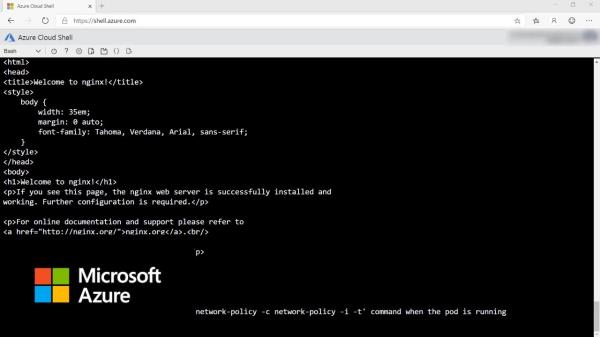 Azure Cloud Shell
https://shell.azure.com
Azure Cloud Shell
Bash
<html>
<head>
<title>Welcome to nginx!</title>
<style>
body {
width: 35em;
margin: 0 auto;
font-family: Tahoma, Verdana, Arial, sans-serif;
}
</style>
</head>
<body>
<h1>Welcome to nginx!</h1>
<p>If you see this page, the nginx web server is successfully installed and
working. Further configuration is required.</p>
<p>For online documentation and support please refer to
<a href="http://nginx.org/">nginx.org</a>.<br/>
p>
Microsoft
Azure
network-policy -c network-policy -i -t' command when the pod is running